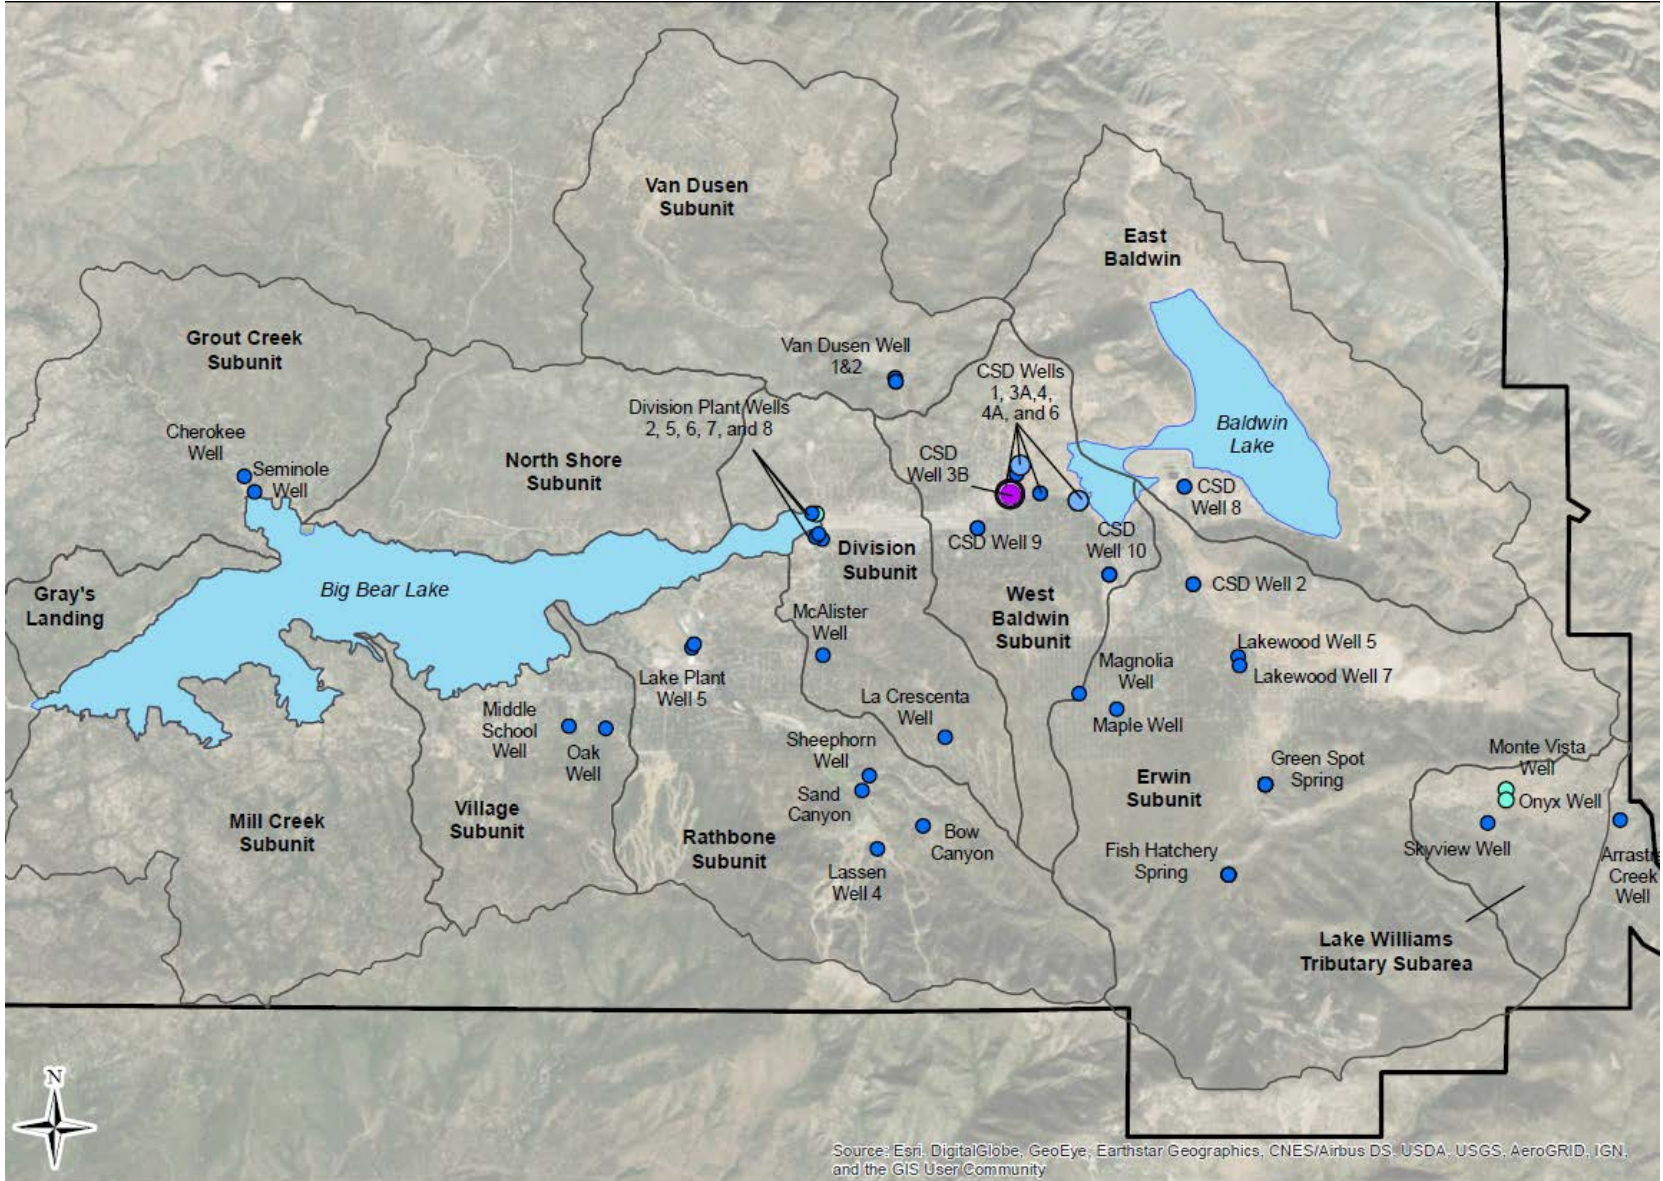 Van Dusen
Subunit
East
Baldwin
Grout Creek
Subunit
Van Dusen Well
1&2
CSD Wells
1, 3A,4,
4A, and 6
Division Plant Wells
2, 5, 6, 7, and 8
Baldwin
Lake
Cherokee
Well
Seminole
Well
North Shore
Subunit
CSD
Well 3B
CSD
Well 8
CSD Well 9
CSD
Well 10
Division
Subunit
Gray's
Landing
Big Bear Lake
CSD Well 2
West
Baldwin
Subunit
McAlister
Well
Lakewood Well 5
Lakewood Well 7
Magnolia
Well
Maple Well
Lake Plant
Well 5
La Crescenta
Well
Middle
School
Well
Oak
Well
Sheephorn
Well
Sand
Canyon
Green Spot
Spring
Monte Vista
Well
Onyx Well
Erwin
Subunit
Mill Creek
Subunit
Village
Subunit
Rathbone
Subunit
Bow
Canyon
Lassen
Well 4
Fish Hatchery
Spring
Skyview Well
Arrastre
Creek
Well
Lake Williams
Tributary Subarea
N
Source: Esri, DigitalGlobe, GeoEye, Earthstar Geographics, CNES/Airbus DS, USDA, USGS, AeroGRID, IGN,
and the GIS User Community